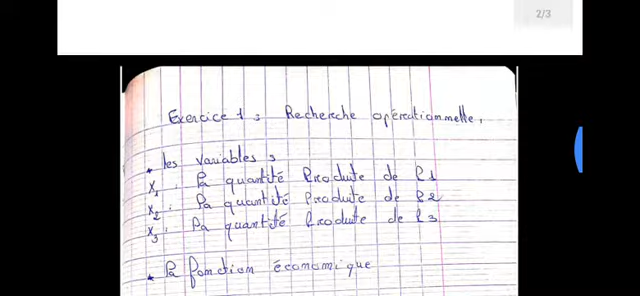 2/3
Exercice 1 : Recherche opérationnelle.
* les variables :
X1 : la quantité Produite de P1
X2 : la quantité Produite de P2
X3 : la quantité Produite de P3
* la fonction économique